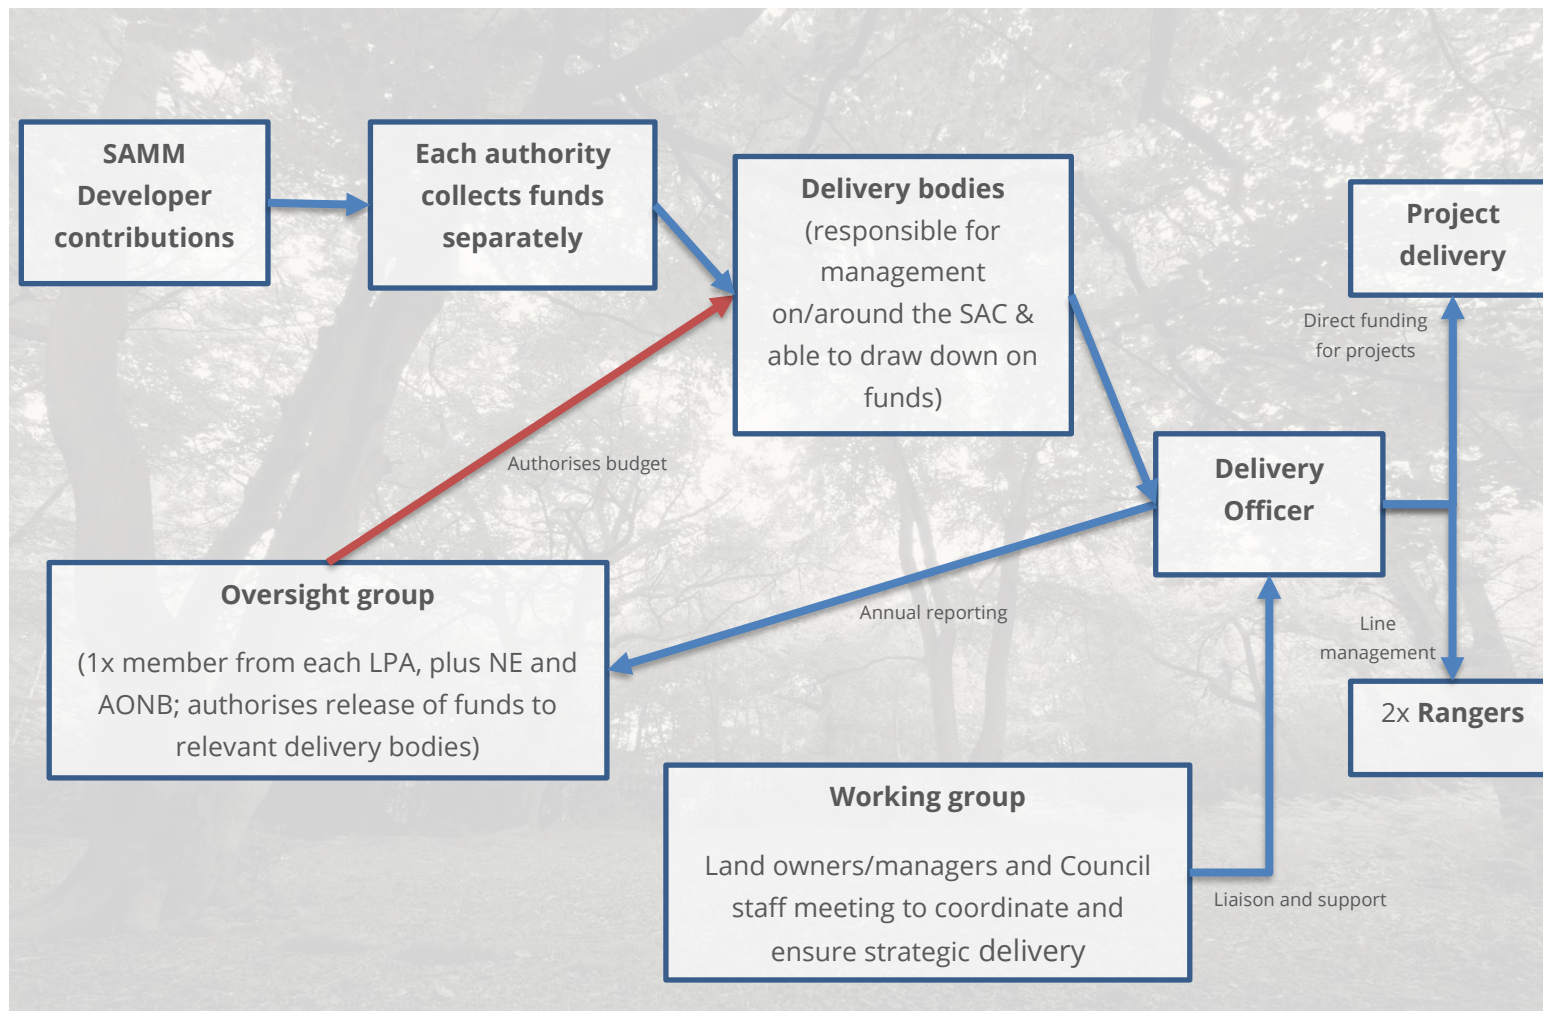 SAMM
Developer
contributions
Each authority
collects funds
separately
Delivery bodies
(responsible for
management
on/around the SAC &
able to draw down on
funds)
Project
delivery
Direct funding
for projects
Authorises budget
Delivery
Officer
Oversight group
(1x member from each LPA, plus NE and
AONB; authorises release of funds to
relevant delivery bodies)
Annual reporting
Line
management
2x Rangers
Working group
Land owners/managers and Council
staff meeting to coordinate and
ensure strategic delivery
Liaison and support